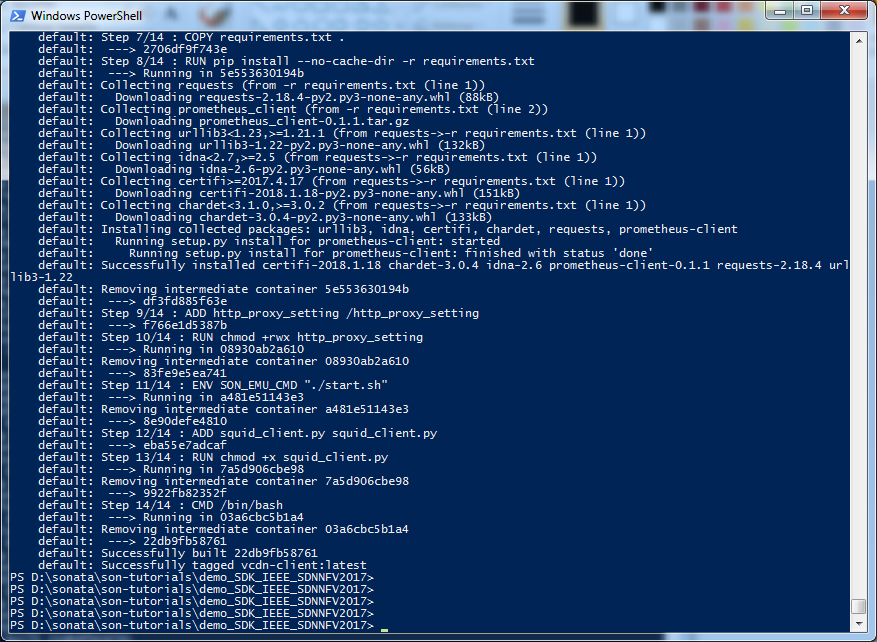 Windows PowerShell
default: Step 7/14 : COPY requirements.txt .
default:  ---> 2706df9f743e
default: Step 8/14 : RUN pip install --no-cache-dir -r requirements.txt
default:  ---> Running in 5e553630194b
default: Collecting requests (from -r requirements.txt (line 1))
default:   Downloading requests-2.18.4-py2.py3-none-any.whl (88kB)
default: Collecting prometheus_client (from -r requirements.txt (line 2))
default:   Downloading prometheus_client-0.1.1.tar.gz
default: Collecting urllib3<1.23,>=1.21.1 (from requests->-r requirements.txt (line 1))
default:   Downloading urllib3-1.22-py2.py3-none-any.whl (132kB)
default: Collecting idna<2.7,>=2.5 (from requests->-r requirements.txt (line 1))
default:   Downloading idna-2.6-py2.py3-none-any.whl (56kB)
default: Collecting certifi>=2017.4.17 (from requests->-r requirements.txt (line 1))
default:   Downloading certifi-2018.1.18-py2.py3-none-any.whl (151kB)
default: Collecting chardet<3.1.0,>=3.0.2 (from requests->-r requirements.txt (line 1))
default:   Downloading chardet-3.0.4-py2.py3-none-any.whl (133kB)
default: Installing collected packages: urllib3, idna, certifi, chardet, requests, prometheus-client
default:   Running setup.py install for prometheus-client: started
default:     Running setup.py install for prometheus-client: finished with status 'done'
default: Successfully installed certifi-2018.1.18 chardet-3.0.4 idna-2.6 prometheus-client-0.1.1 requests-2.18.4 url
lib3-1.22
default: Removing intermediate container 5e553630194b
default:  ---> df3fd885f63e
default: Step 9/14 : ADD http_proxy_setting /http_proxy_setting
default:  ---> f766e1d5387b
default: Step 10/14 : RUN chmod +rwx http_proxy_setting
default:  ---> Running in 08930ab2a610
default: Removing intermediate container 08930ab2a610
default:  ---> 83fe9e5ea741
default: Step 11/14 : ENV SON_EMU_CMD "./start.sh"
default:  ---> Running in a481e51143e3
default: Removing intermediate container a481e51143e3
default:  ---> 8e90defe4810
default: Step 12/14 : ADD squid_client.py squid_client.py
default:  ---> eba55e7adcaf
default: Step 13/14 : RUN chmod +x squid_client.py
default:  ---> Running in 7a5d906cbe98
default: Removing intermediate container 7a5d906cbe98
default:  ---> 9922fb82352f
default: Step 14/14 : CMD /bin/bash
default:  ---> Running in 03a6cbc5b1a4
default: Removing intermediate container 03a6cbc5b1a4
default:  ---> 22db9fb58761
default: Successfully built 22db9fb58761
default: Successfully tagged vcdn-client:latest
PS D:\sonata\son-tutorials\demo_SDK_IEEE_SDNNFV2017>
PS D:\sonata\son-tutorials\demo_SDK_IEEE_SDNNFV2017>
PS D:\sonata\son-tutorials\demo_SDK_IEEE_SDNNFV2017>
PS D:\sonata\son-tutorials\demo_SDK_IEEE_SDNNFV2017>
PS D:\sonata\son-tutorials\demo_SDK_IEEE_SDNNFV2017>